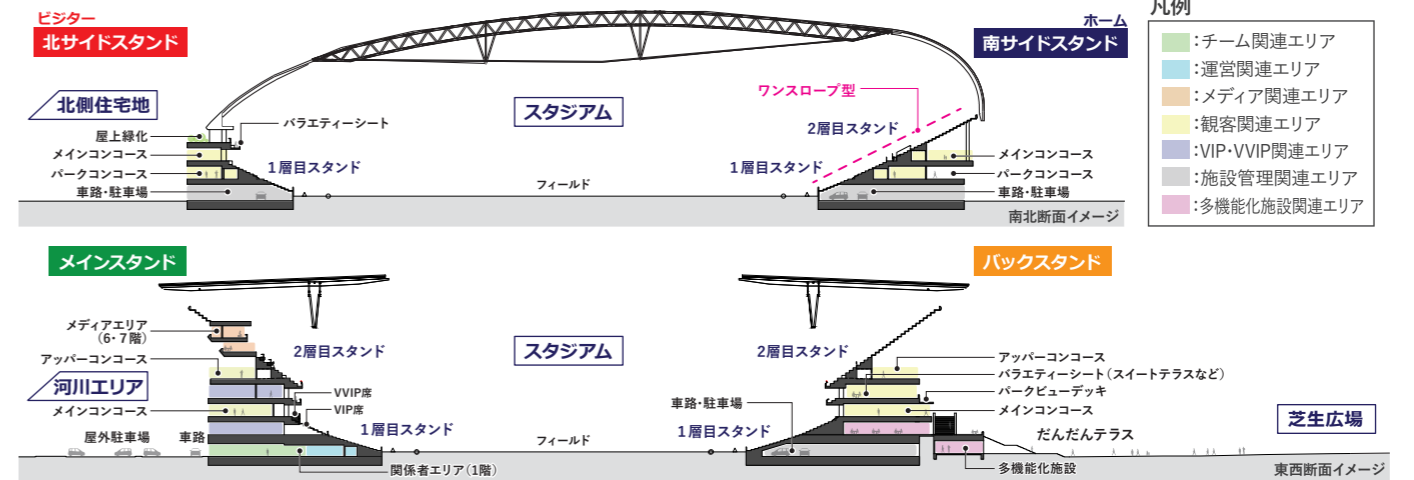 ビジター
北サイドスタンド
ホーム
南サイドスタンド
北側住宅地
スタジアム
ワンスロープ型
屋上緑化
バラエティーシート
2層目スタンド
メインコンコース
メインコンコース
1層目スタンド
1層目スタンド
パークコンコース
パークコンコース
車路・駐車場
フィールド
車路・駐車場
南北断面イメージ
凡例
:チーム関連エリア
:運営関連エリア
:メディア関連エリア
:観客関連エリア
:VIP・VVIP関連エリア
:施設管理関連エリア
:多機能化施設関連エリア
メインスタンド
バックスタンド
メディアエリア
(6・7階)
2層目スタンド
スタジアム
2層目スタンド
アッパーコンコース
アッパーコンコース
バラエティーシート(スイートテラスなど)
河川エリア
VVIP席
パークビューデッキ
メインコンコース
VIP席
車路・駐車場
メインコンコース
芝生広場
屋外駐車場
車路
1層目スタンド
フィールド
1層目スタンド
だんだんテラス
関係者エリア(1階)
多機能化施設
東西断面イメージ